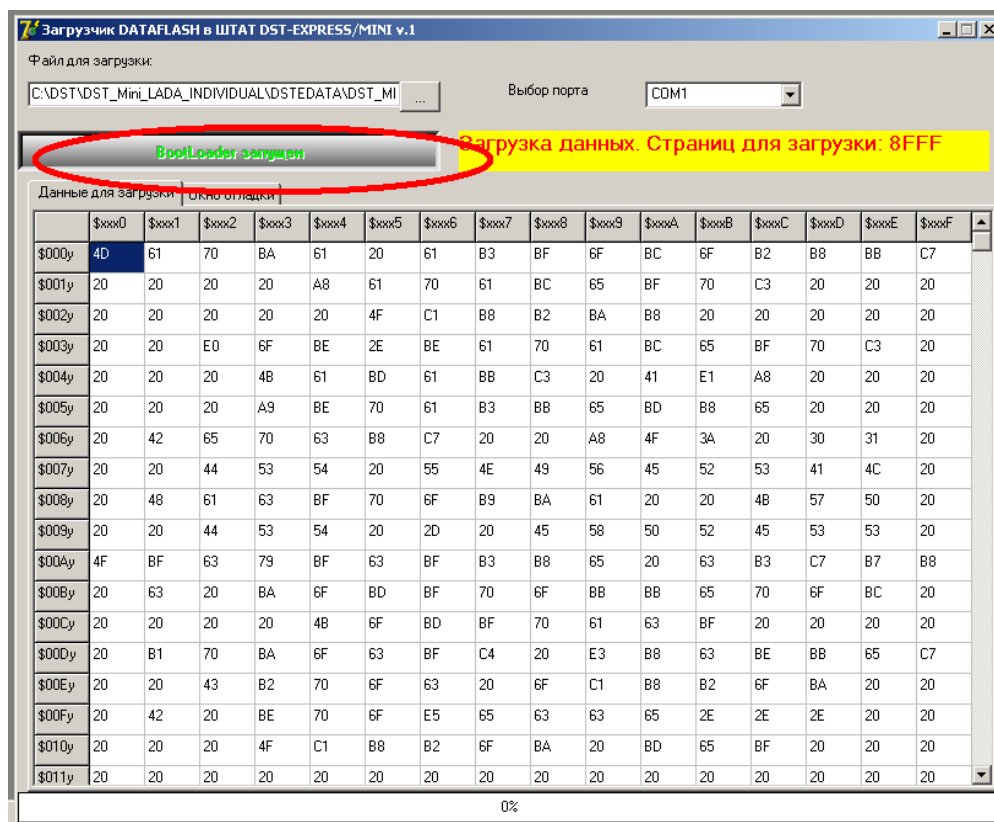 Загрузчик DATAFLASH в ШТАТ DST-EXPRESS/MINI v.1
Файл для загрузки:
C:\DST\DST_Mini_LADA_INDIVIDUAL\DSTEDATA\DST_MI ... Выбор порта COM1
BootLoader запущен Загрузка данных. Страниц для загрузки: 8FFF
Данные для загрузки Окно отладки
$xxx0 $xxx1 $xxx2 $xxx3 $xxx4 $xxx5 $xxx6 $xxx7 $xxx8 $xxx9 $xxxA $xxxB $xxxC $xxxD $xxxE $xxxF
$000y 4D 61 70 BA 61 20 61 B3 BF 6F BC 6F B2 B8 BB C7
$001y 20 20 20 20 A8 61 70 61 BC 65 BF 70 C3 20 20 20
$002y 20 20 20 20 20 4F C1 B8 B2 BA B8 20 20 20 20 20
$003y 20 20 E0 6F BE 2E BE 61 70 61 BC 65 BF 70 C3 20
$004y 20 20 20 4B 61 BD 61 BB C3 20 41 E1 A8 20 20 20
$005y 20 20 20 A9 BE 70 61 B3 BB 65 BD B8 65 20 20 20
$006y 20 42 65 70 63 B8 C7 20 20 A8 4F 3A 20 30 31 20
$007y 20 20 44 53 54 20 55 4E 49 56 45 52 53 41 4C 20
$008y 20 48 61 63 BF 70 6F B9 BA 61 20 20 4B 57 50 20
$009y 20 20 44 53 54 20 2D 20 45 58 50 52 45 53 53 20
$00Ay 4F BF 63 79 BF 63 BF B3 B8 65 20 63 B3 C7 B7 B8
$00By 20 63 20 BA 6F BD BF 70 6F BB BB 65 70 6F BC 20
$00Cy 20 20 20 20 4B 6F BD BF 70 61 63 BF 20 20 20 20
$00Dy 20 B1 70 BA 6F 63 BF C4 20 E3 B8 63 BE BB 65 C7
$00Ey 20 20 43 B2 70 6F 63 20 6F C1 B8 B2 6F BA 20 20
$00Fy 20 42 20 BE 70 6F E5 65 63 63 65 2E 2E 2E 20 20
$010y 20 20 20 4F C1 B8 B2 6F BA 20 BD 65 BF 20 20 20
$011y 20 20 20 20 20 20 20 20 20 20 20 20 20 20 20 20
0%